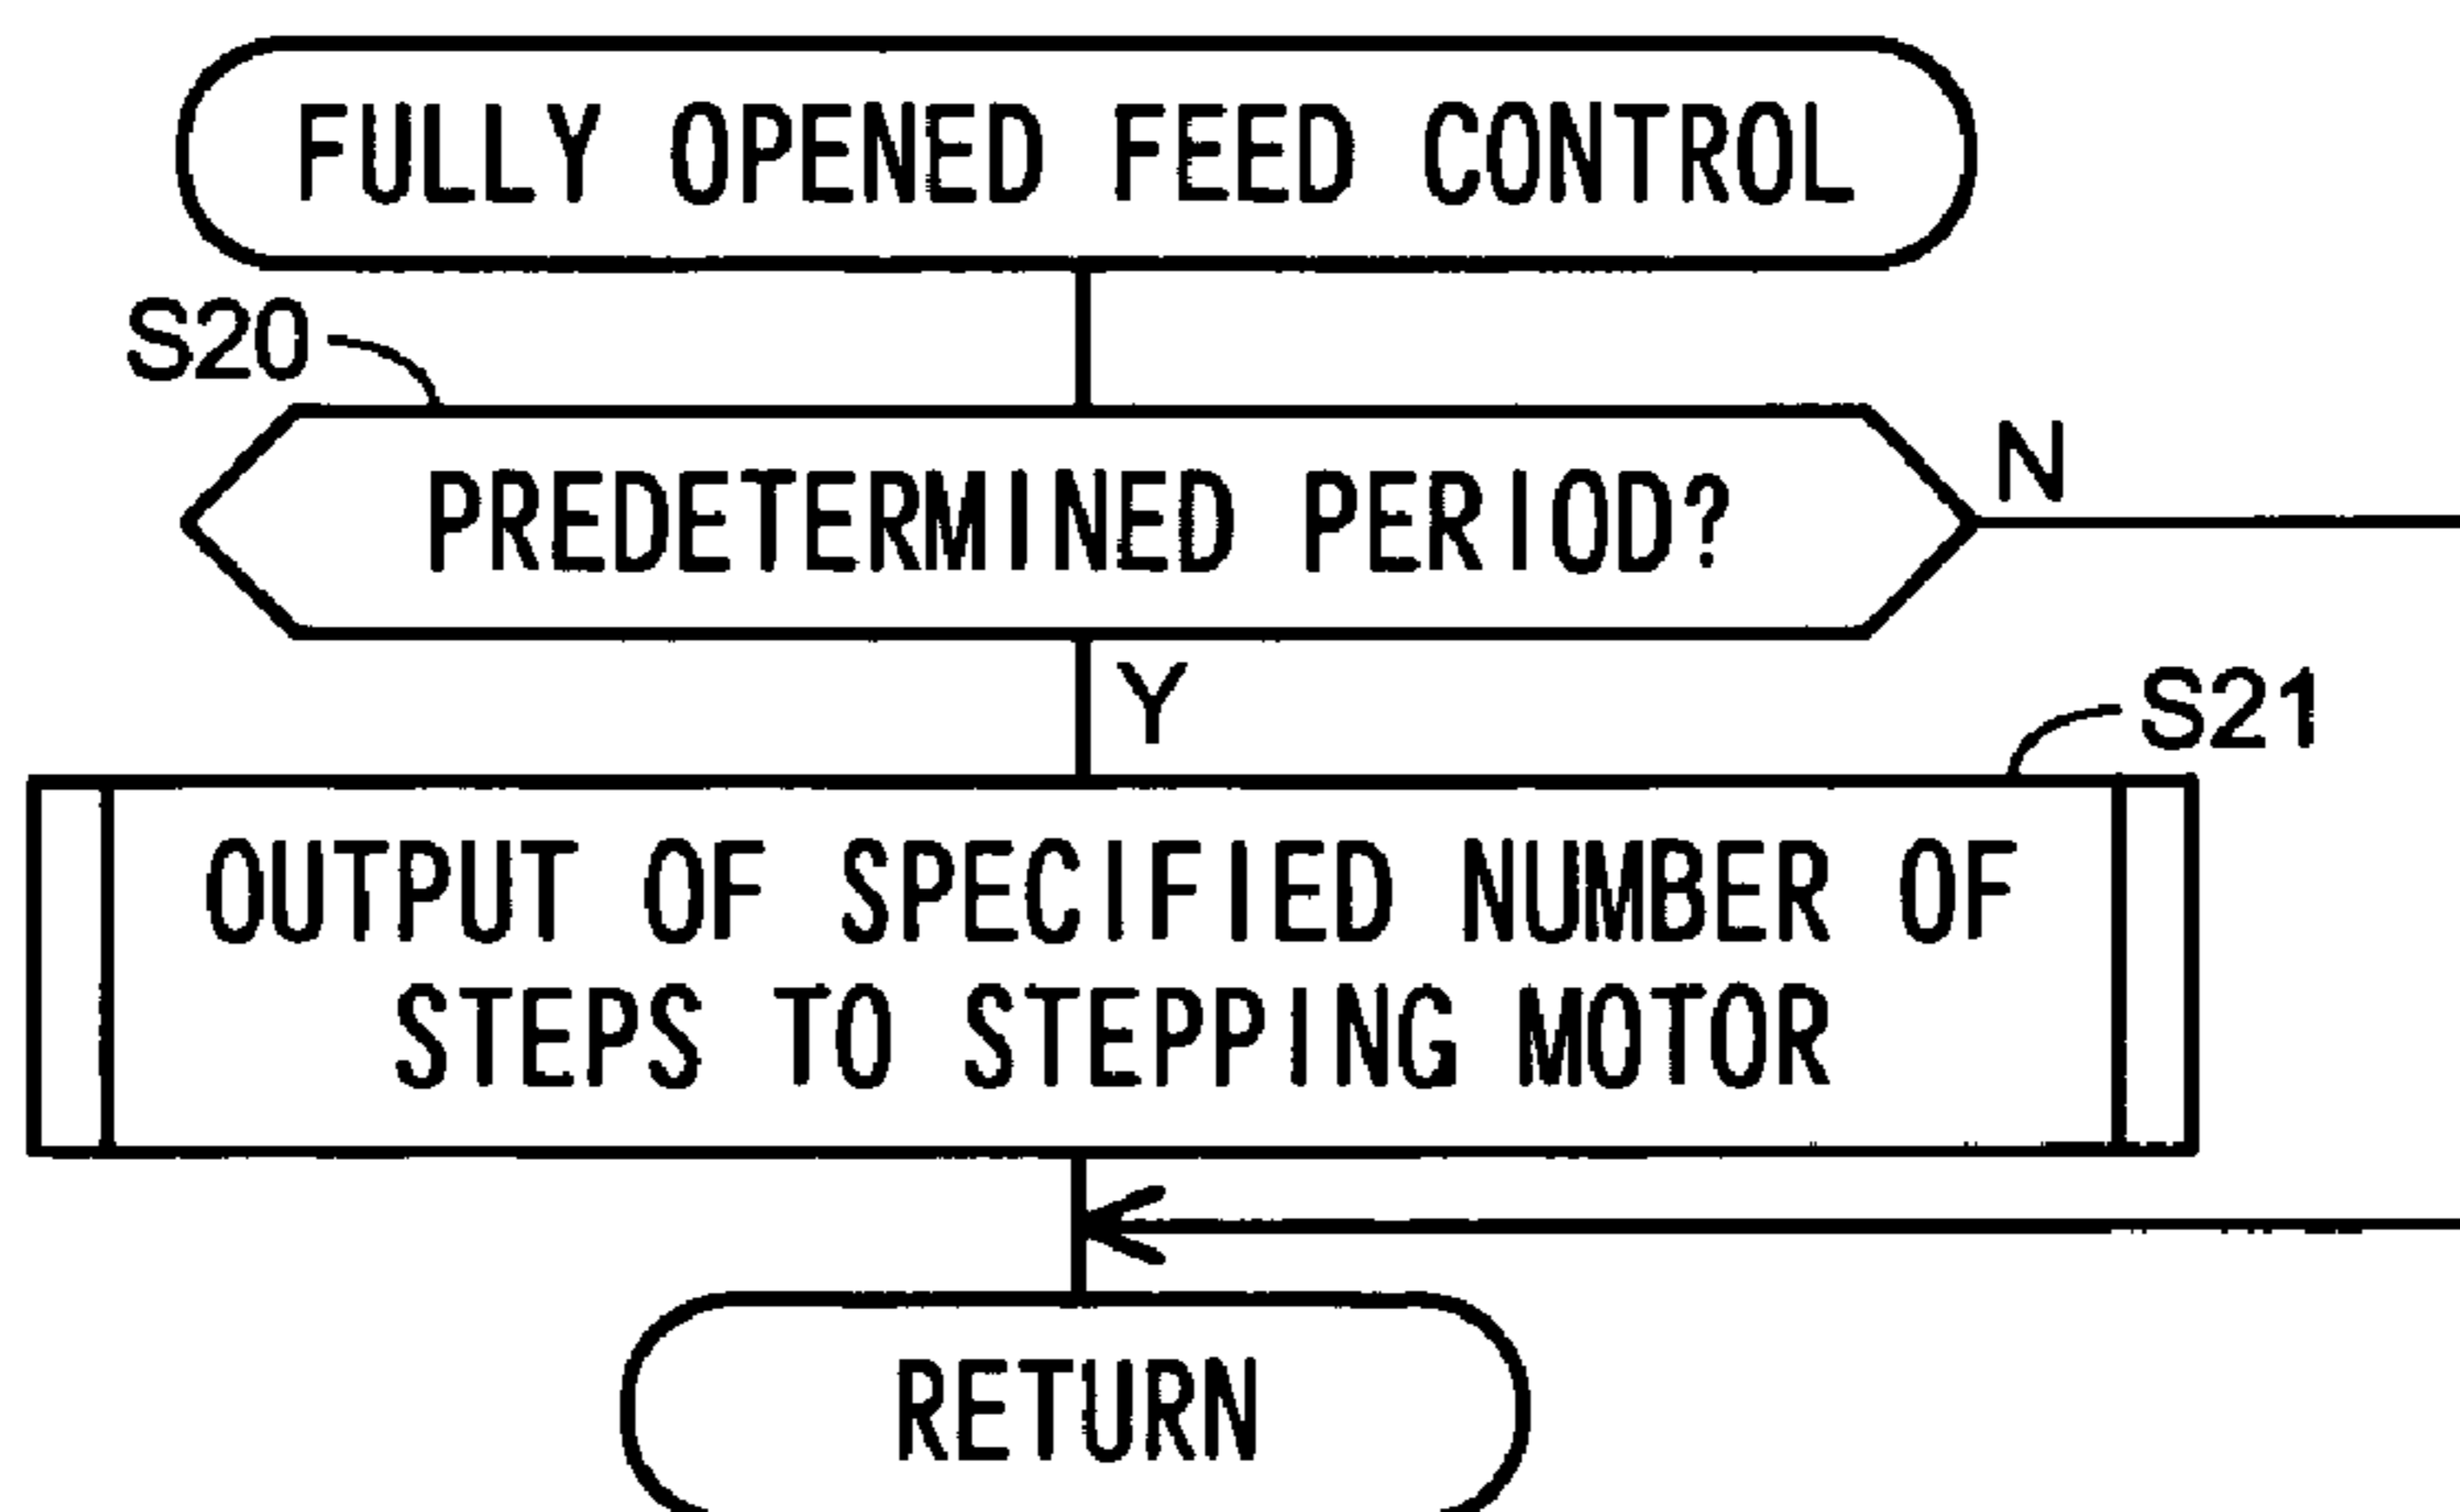 FULLY OPENED FEED CONTROL
S20
PREDETERMINED PERIOD?
N
Y
S21
OUTPUT OF SPECIFIED NUMBER OF
STEPS TO STEPPING MOTOR
RETURN